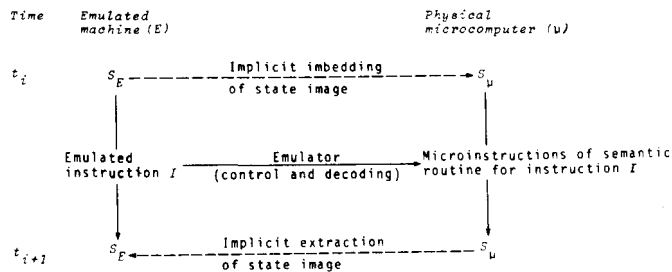 Time Emulated Physical
machine (E) microcomputer (μ)
t_i S_E Implicit imbedding S_μ
of state image
Emulated Emulator Microinstructions of semantic
instruction I (control and decoding) routine for instruction I
t_{i+1} S_E Implicit extraction S_μ
of state image